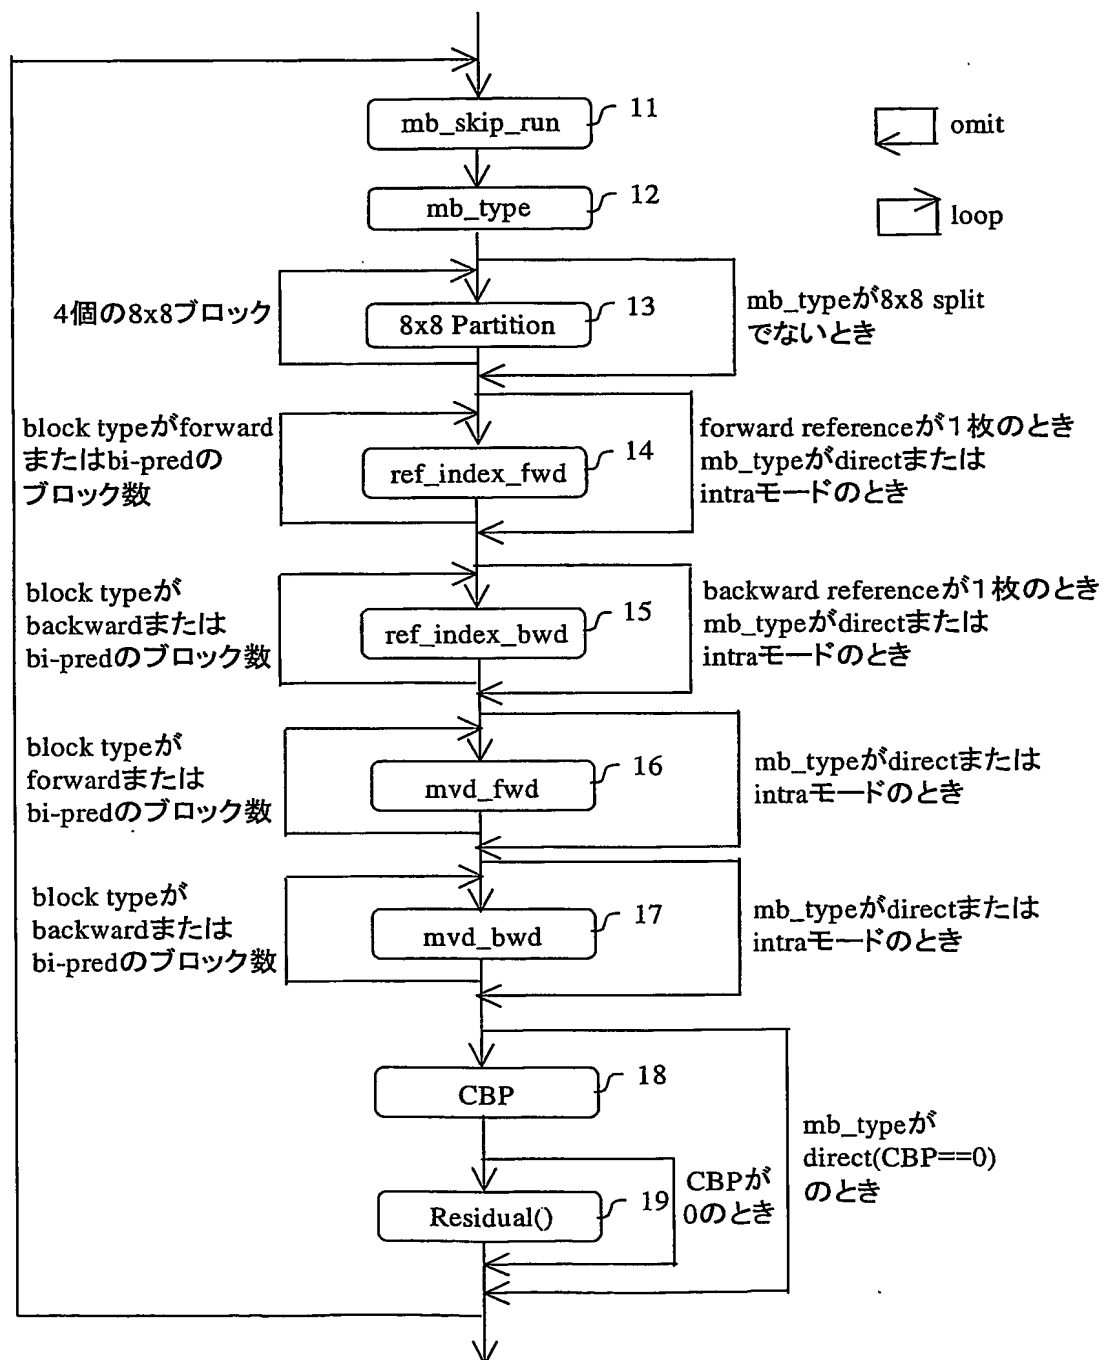 mb_skip_run
11
omit
mb_type
12
loop
4個の8x8ブロック
8x8 Partition
13
mb_typeが8x8 split
でないとき
block typeがforward
またはbi-predの
ブロック数
ref_index_fwd
14
forward referenceが1枚のとき
mb_typeがdirectまたは
intraモードのとき
block typeが
backwardまたは
bi-predのブロック数
ref_index_bwd
15
backward referenceが1枚のとき
mb_typeがdirectまたは
intraモードのとき
block typeが
forwardまたは
bi-predのブロック数
mvd_fwd
16
mb_typeがdirectまたは
intraモードのとき
block typeが
backwardまたは
bi-predのブロック数
mvd_bwd
17
mb_typeがdirectまたは
intraモードのとき
CBP
18
mb_typeが
direct(CBP==0)
のとき
Residual()
19
CBPが
0のとき